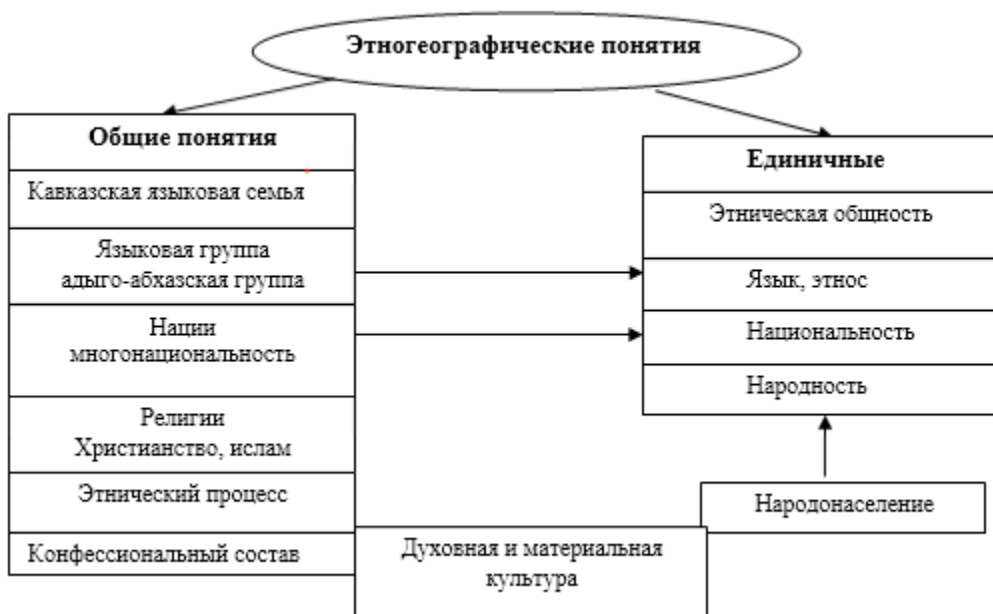 Этногеографические понятия
Общие понятия
Кавказская языковая семья
Языковая группа
адыго-абхазская группа
Нации
многонациональность
Религии
Христианство, ислам
Этнический процесс
Конфессиональный состав
Духовная и материальная
культура
Единичные
Этническая общность
Язык, этнос
Национальность
Народность
Народонаселение